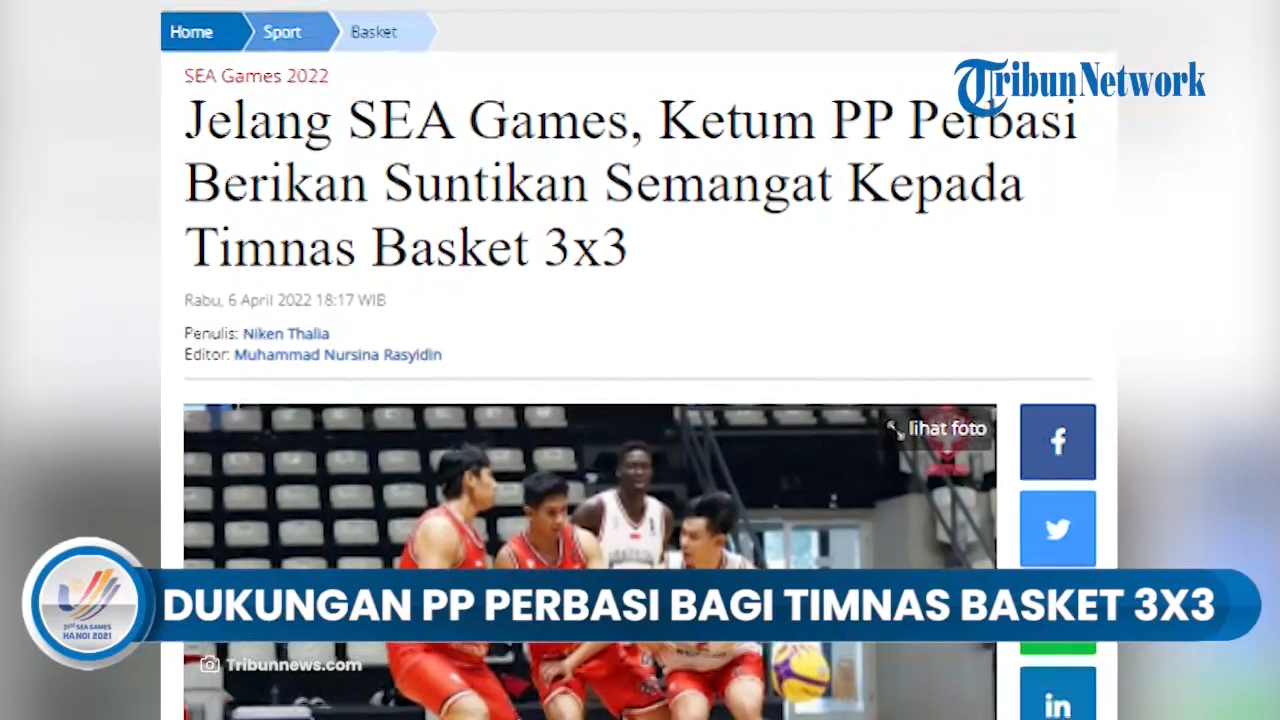 Home
Sport
Basket
TribunNetwork
SEA Games 2022
Jelang SEA Games, Ketum PP Perbasi
Berikan Suntikan Semangat Kepada
Timnas Basket 3x3
Rabu, 6 April 2022 18:17 WIB
Penulis: Niken Thalia
Editor: Muhammad Nursina Rasyidin
lihat foto
f
31ST SEA GAMES
HANOI 2021
DUKUNGAN PP PERBASI BAGI TIMNAS BASKET 3X3
Tribunnews.com
in